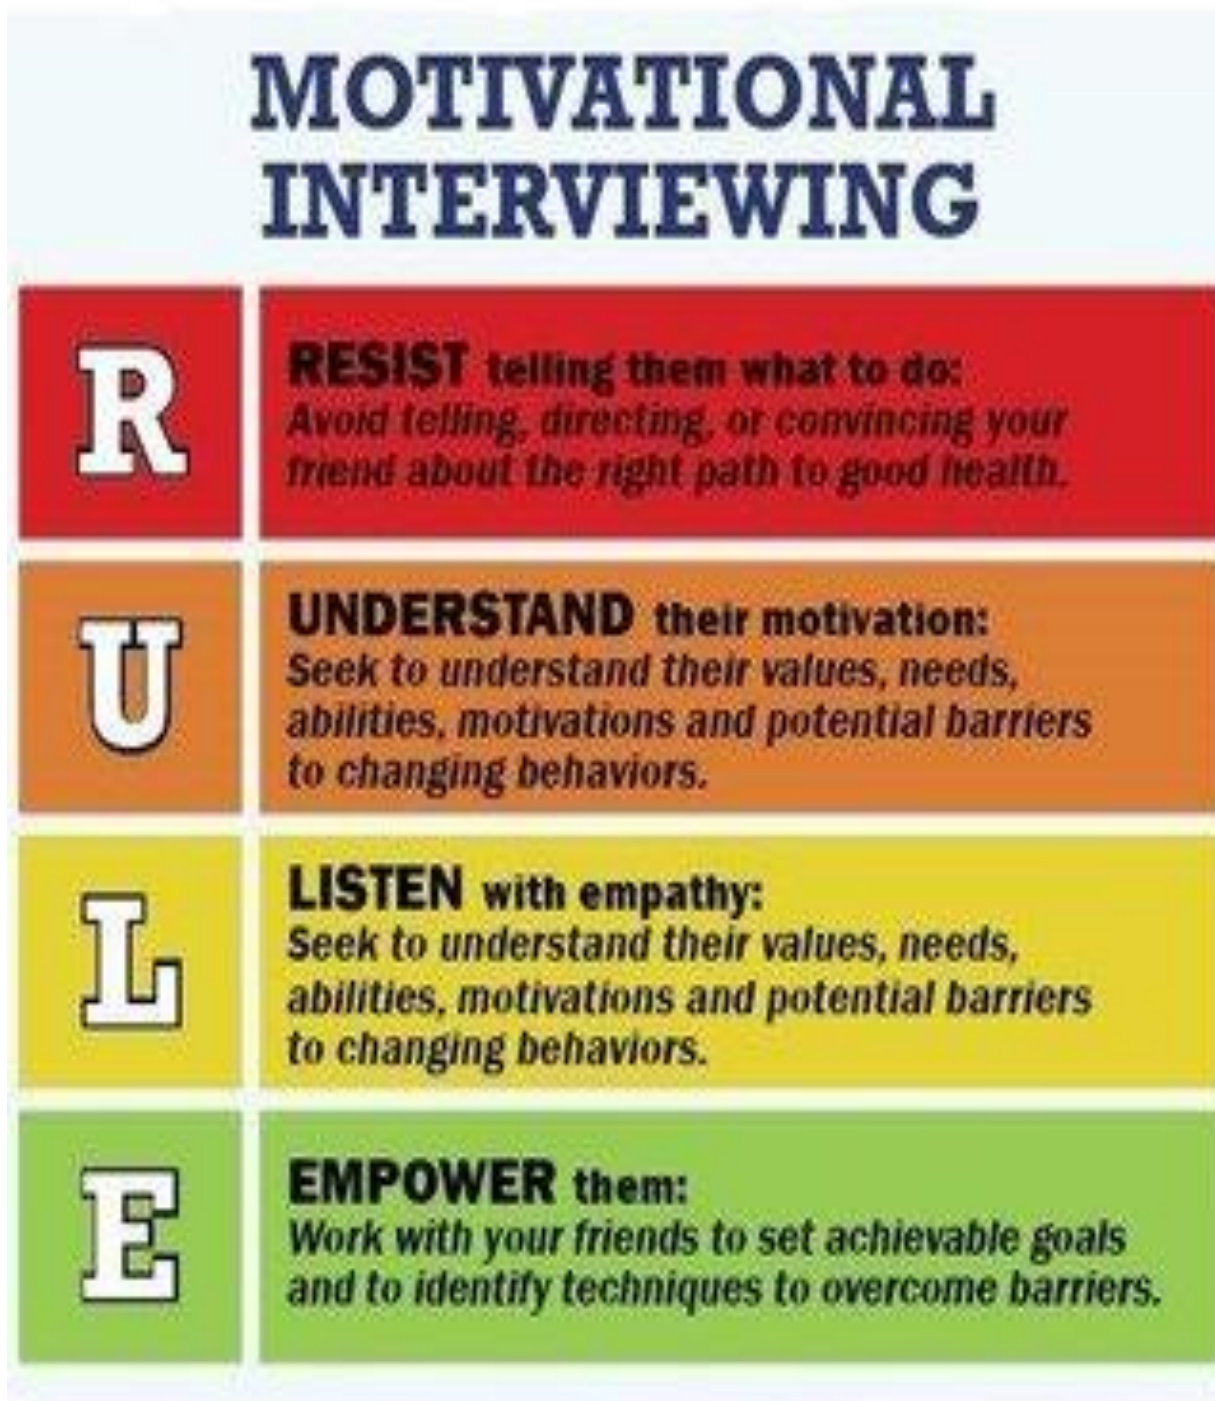 MOTIVATIONAL
INTERVIEWING
R
RESIST telling them what to do:
Avoid telling, directing, or convincing your
friend about the right path to good health.
U
UNDERSTAND their motivation:
Seek to understand their values, needs,
abilities, motivations and potential barriers
to changing behaviors.
L
LISTEN with empathy:
Seek to understand their values, needs,
abilities, motivations and potential barriers
to changing behaviors.
E
EMPOWER them:
Work with your friends to set achievable goals
and to identify techniques to overcome barriers.